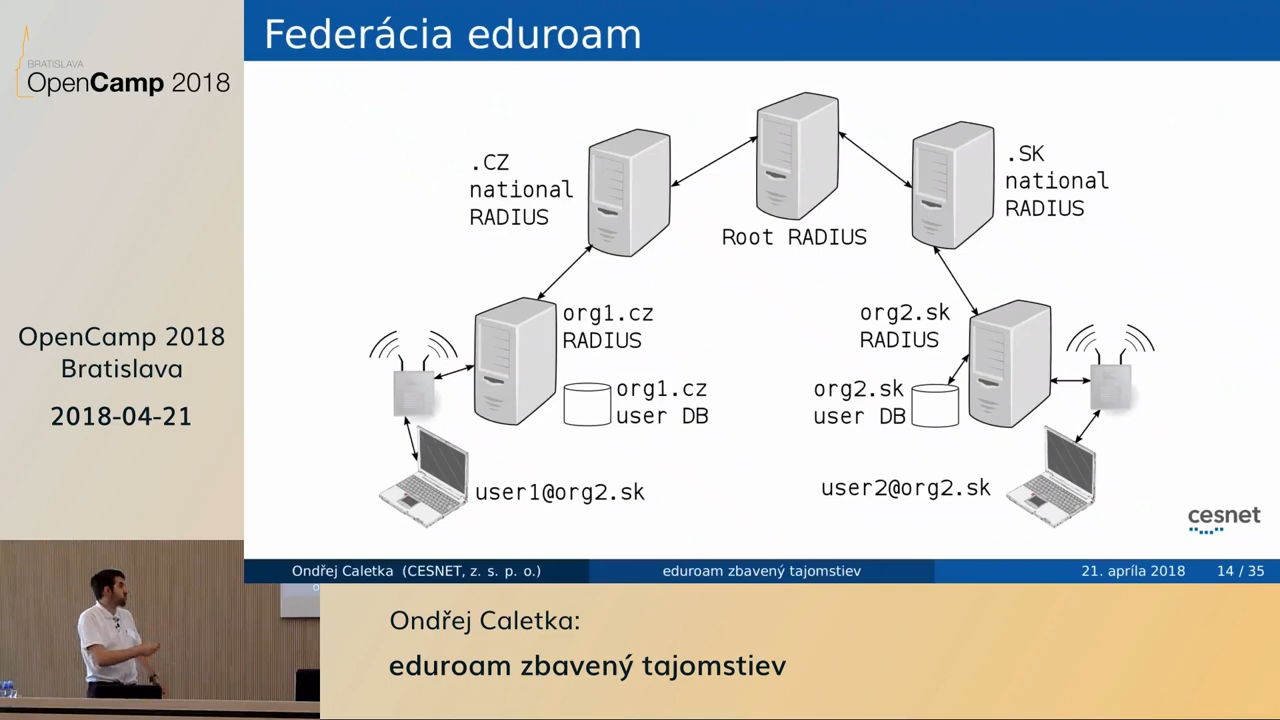 BRATISLAVA
OpenCamp 2018
OpenCamp 2018
Bratislava
2018-04-21
Federácia eduroam
.CZ
national
RADIUS
Root RADIUS
.SK
national
RADIUS
org1.cz
RADIUS
org2.sk
RADIUS
org1.cz
user DB
org2.sk
user DB
user1@org2.sk
user2@org2.sk
cesnet
Ondřej Caletka (CESNET, z. s. p. o.)
eduroam zbavený tajomstiev
21. apríla 2018
14 / 35
Ondřej Caletka:
eduroam zbavený tajomstiev